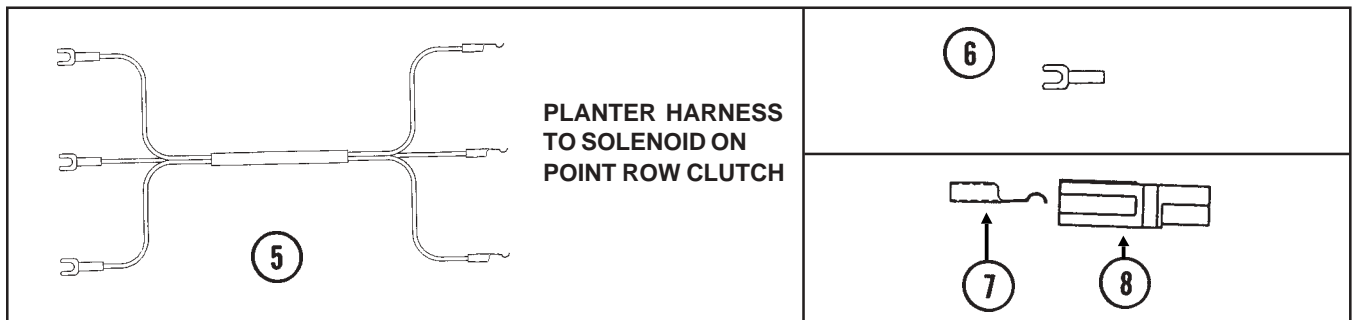 PLANTER HARNESS
TO SOLENOID ON
POINT ROW CLUTCH
5
6
7
8